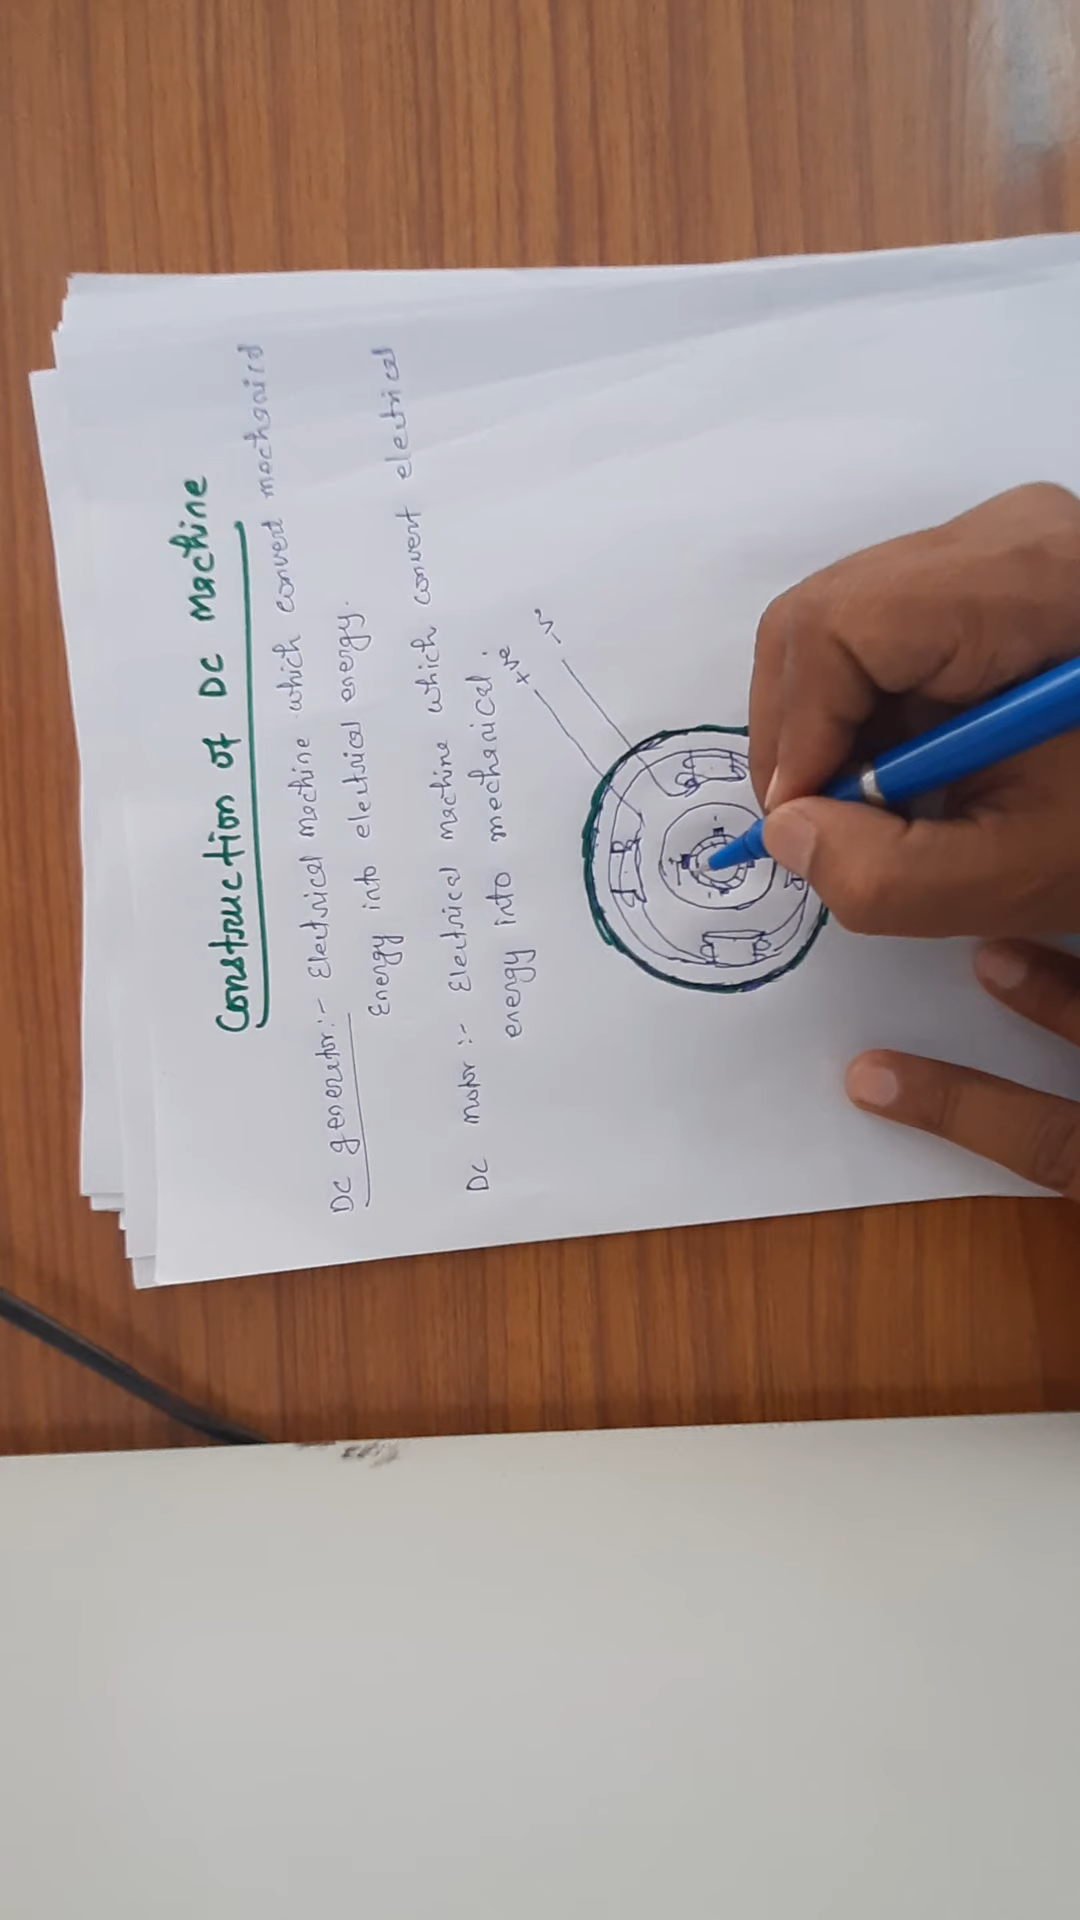 Construction of DC Machine
DC generator:- Electrical machine which convert mechanical
Energy into electrical energy.
DC motor :- Electrical machine which convert electrical
energy into mechanical.
+ve
-ve